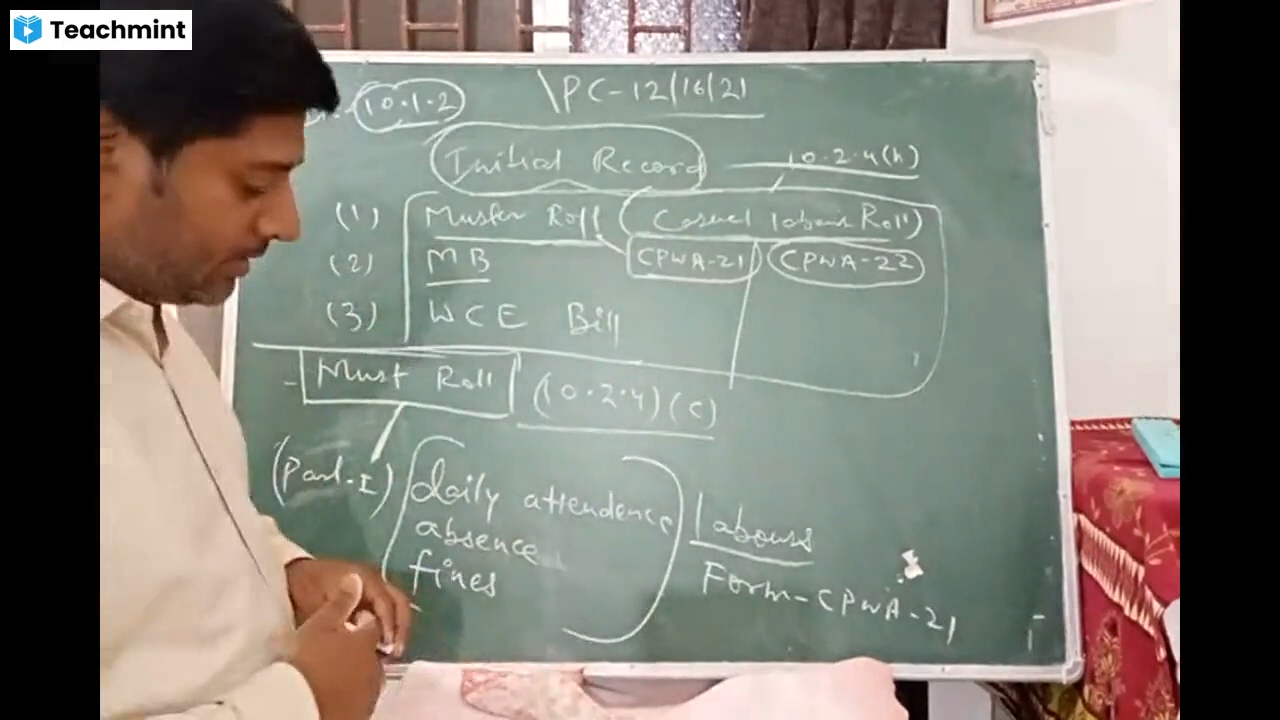 Teachmint
10.1.2
PC-12/16/21
Initial Record 10.2.4(h)
(1) Muster Roll (Casual labour Roll)
CPWA-21 CPWA-22
(2) MB
(3) WCE Bill
Must Roll (10.2.4)(c)
(Part-I) daily attendence
absence
fines
labours
Form-CPWA-21